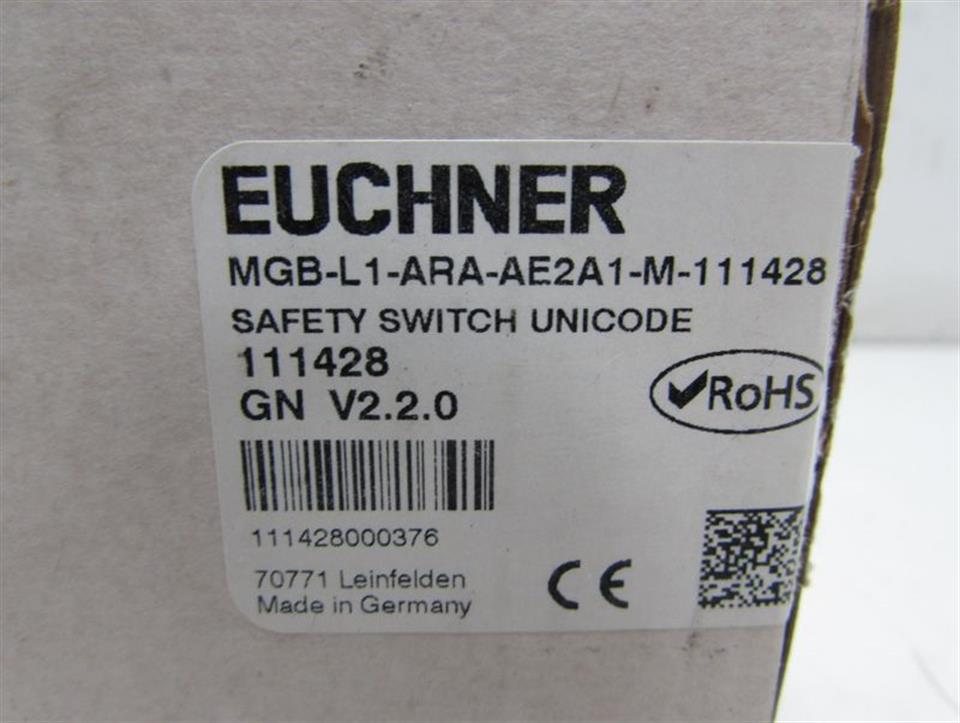 EUCHNER
MGB-L1-ARA-AE2A1-M-111428
SAFETY SWITCH UNICODE
111428
GN V2.2.0
RoHS
111428000376
70771 Leinfelden
Made in Germany
CE